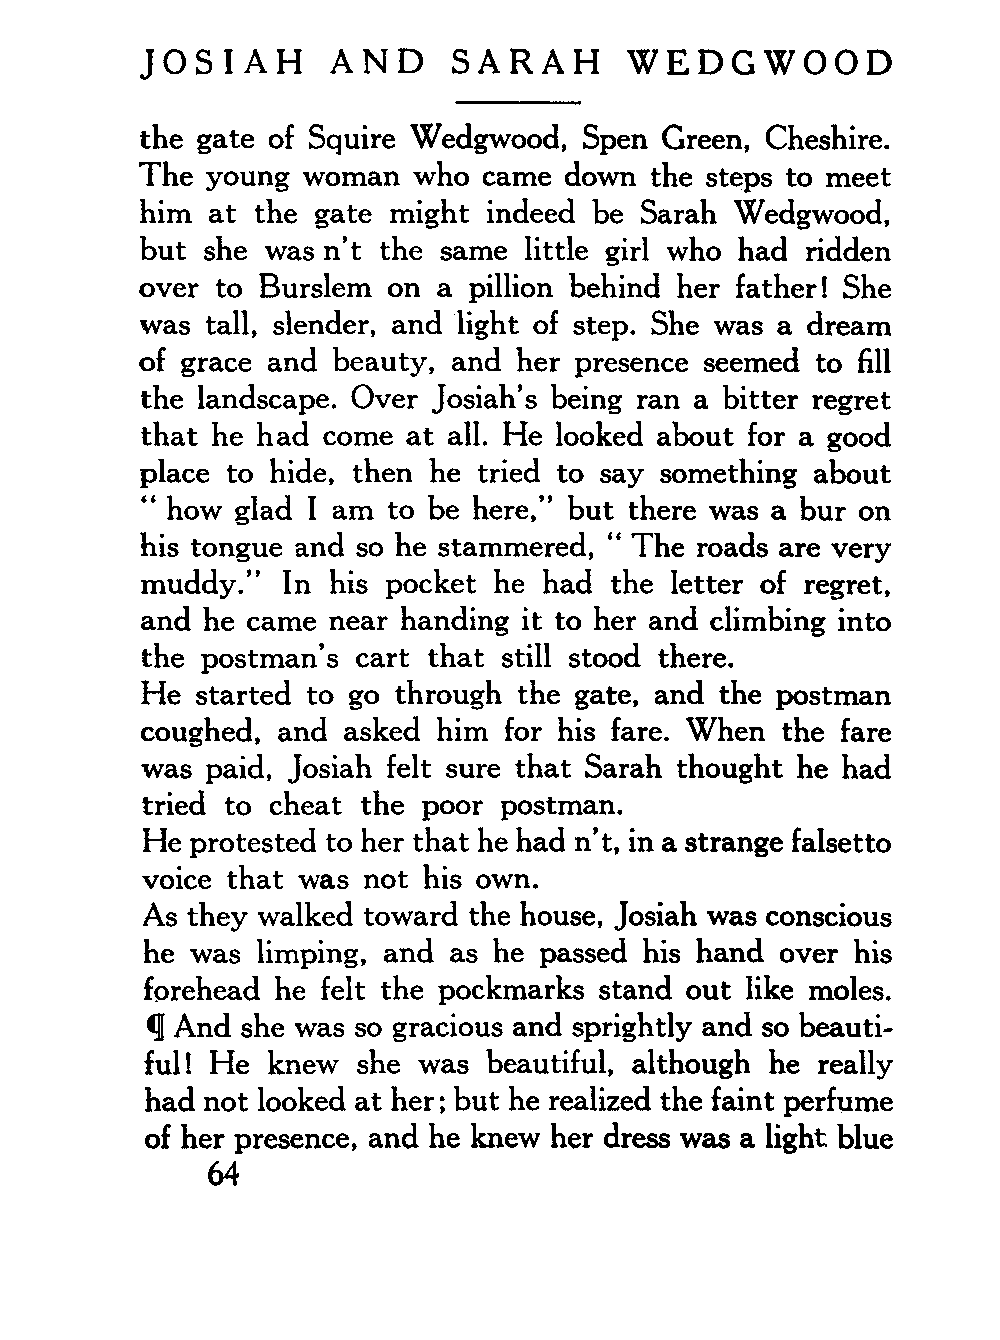 JOSIAH AND SARAH WEDGWOOD
the gate of Squire Wedgwood, Spen Green, Cheshire.
The young woman who came down the steps to meet
him at the gate might indeed be Sarah Wedgwood,
but she was n't the same little girl who had ridden
over to Burslem on a pillion behind her father! She
was tall, slender, and light of step. She was a dream
of grace and beauty, and her presence seemed to fill
the landscape. Over Josiah's being ran a bitter regret
that he had come at all. He looked about for a good
place to hide, then he tried to say something about
“ how glad I am to be here,” but there was a bur on
his tongue and so he stammered, “ The roads are very
muddy.” In his pocket he had the letter of regret,
and he came near handing it to her and climbing into
the postman's cart that still stood there.
He started to go through the gate, and the postman
coughed, and asked him for his fare. When the fare
was paid, Josiah felt sure that Sarah thought he had
tried to cheat the poor postman.
He protested to her that he had n't, in a strange falsetto
voice that was not his own.
As they walked toward the house, Josiah was conscious
he was limping, and as he passed his hand over his
forehead he felt the pockmarks stand out like moles.
¶ And she was so gracious and sprightly and so beauti-
ful! He knew she was beautiful, although he really
had not looked at her; but he realized the faint perfume
of her presence, and he knew her dress was a light blue
64